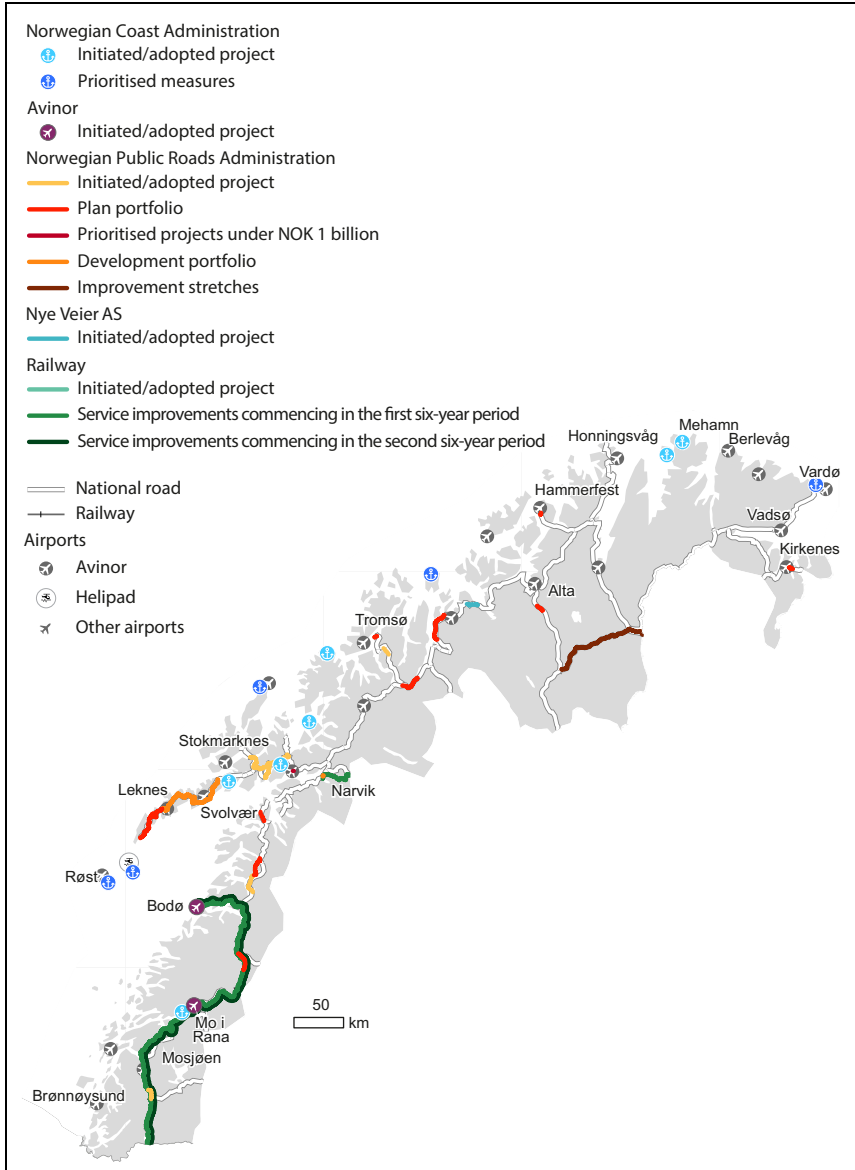 Norwegian Coast Administration
Initiated/adopted project
Prioritised measures
Avinor
Initiated/adopted project
Norwegian Public Roads Administration
Initiated/adopted project
Plan portfolio
Prioritised projects under NOK 1 billion
Development portfolio
Improvement stretches
Nye Veier AS
Initiated/adopted project
Railway
Initiated/adopted project
Service improvements commencing in the first six-year period
Service improvements commencing in the second six-year period
National road
Railway
Airports
Avinor
Helipad
Other airports
Mehamn
Honningsvåg
Berlevåg
Vardø
Hammerfest
Vadsø
Kirkenes
Alta
Tromsø
Stokmarknes
Leknes
Narvik
Svolvær
Røst
Bodø
50
km
Mo i
Rana
Mosjøen
Brønnøysund